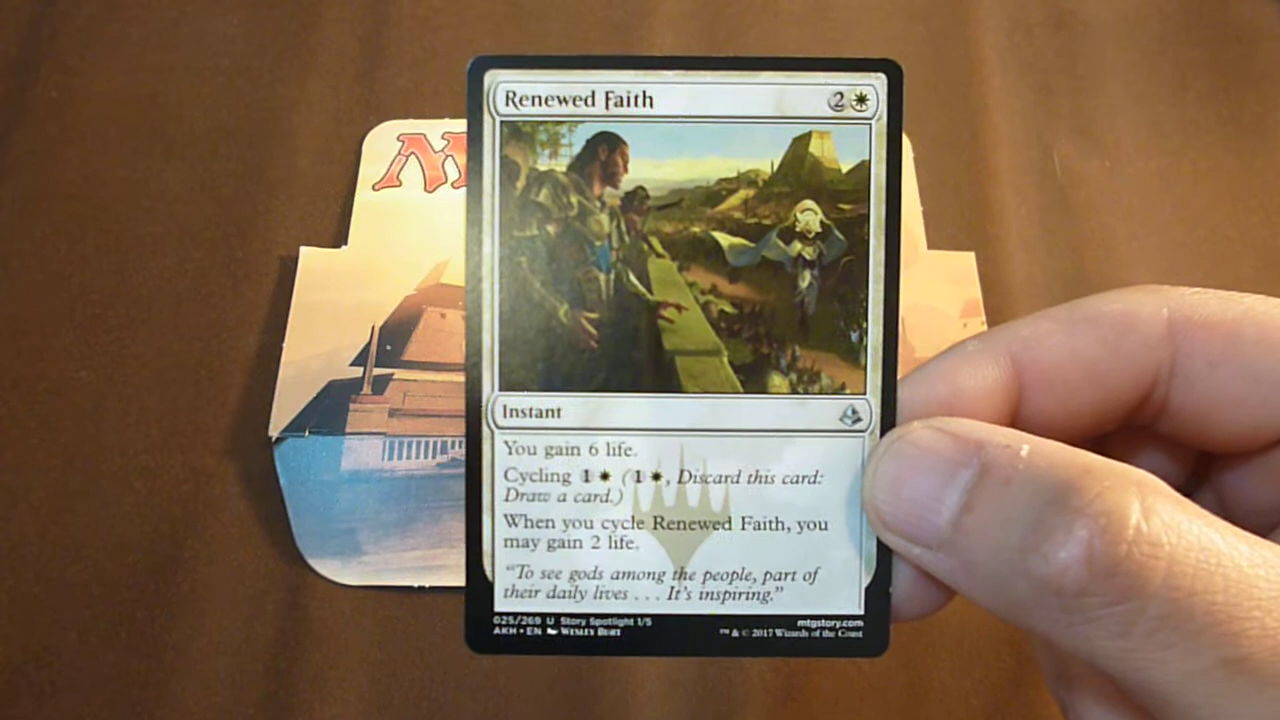 M
Renewed Faith 2
Instant
You gain 6 life.
Cycling 1 (1, Discard this card:
Draw a card.)
When you cycle Renewed Faith, you
may gain 2 life.
"To see gods among the people, part of
their daily lives . . . It's inspiring."
025/269 U Story Spotlight 1/5
mtgstory.com
AKH • EN Wesley Burt
™ & © 2017 Wizards of the Coast